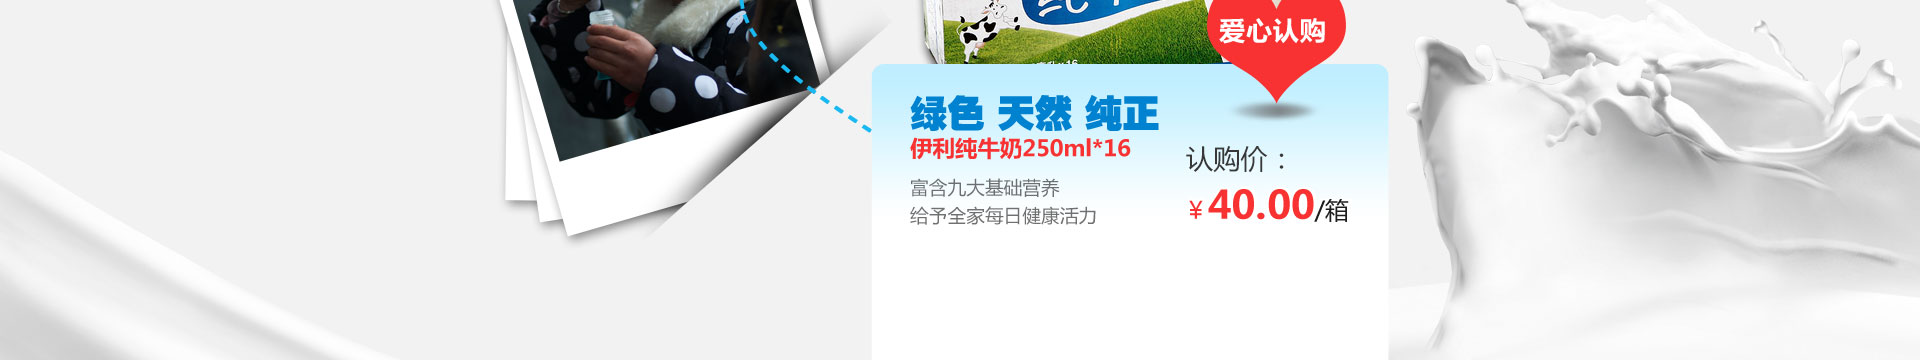 爱心认购
绿色 天然 纯正
伊利纯牛奶250ml*16
富含九大基础营养
给予全家每日健康活力
认购价：
¥40.00/箱